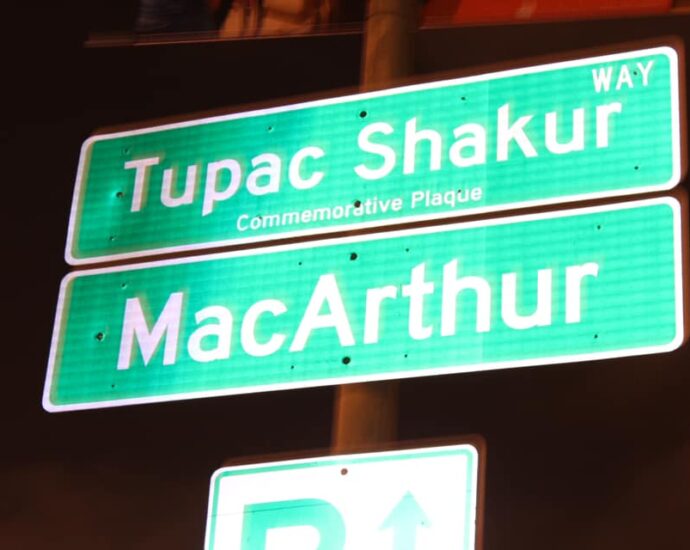 WAY
Tupac Shakur
Commemorative Plaque
MacArthur
P